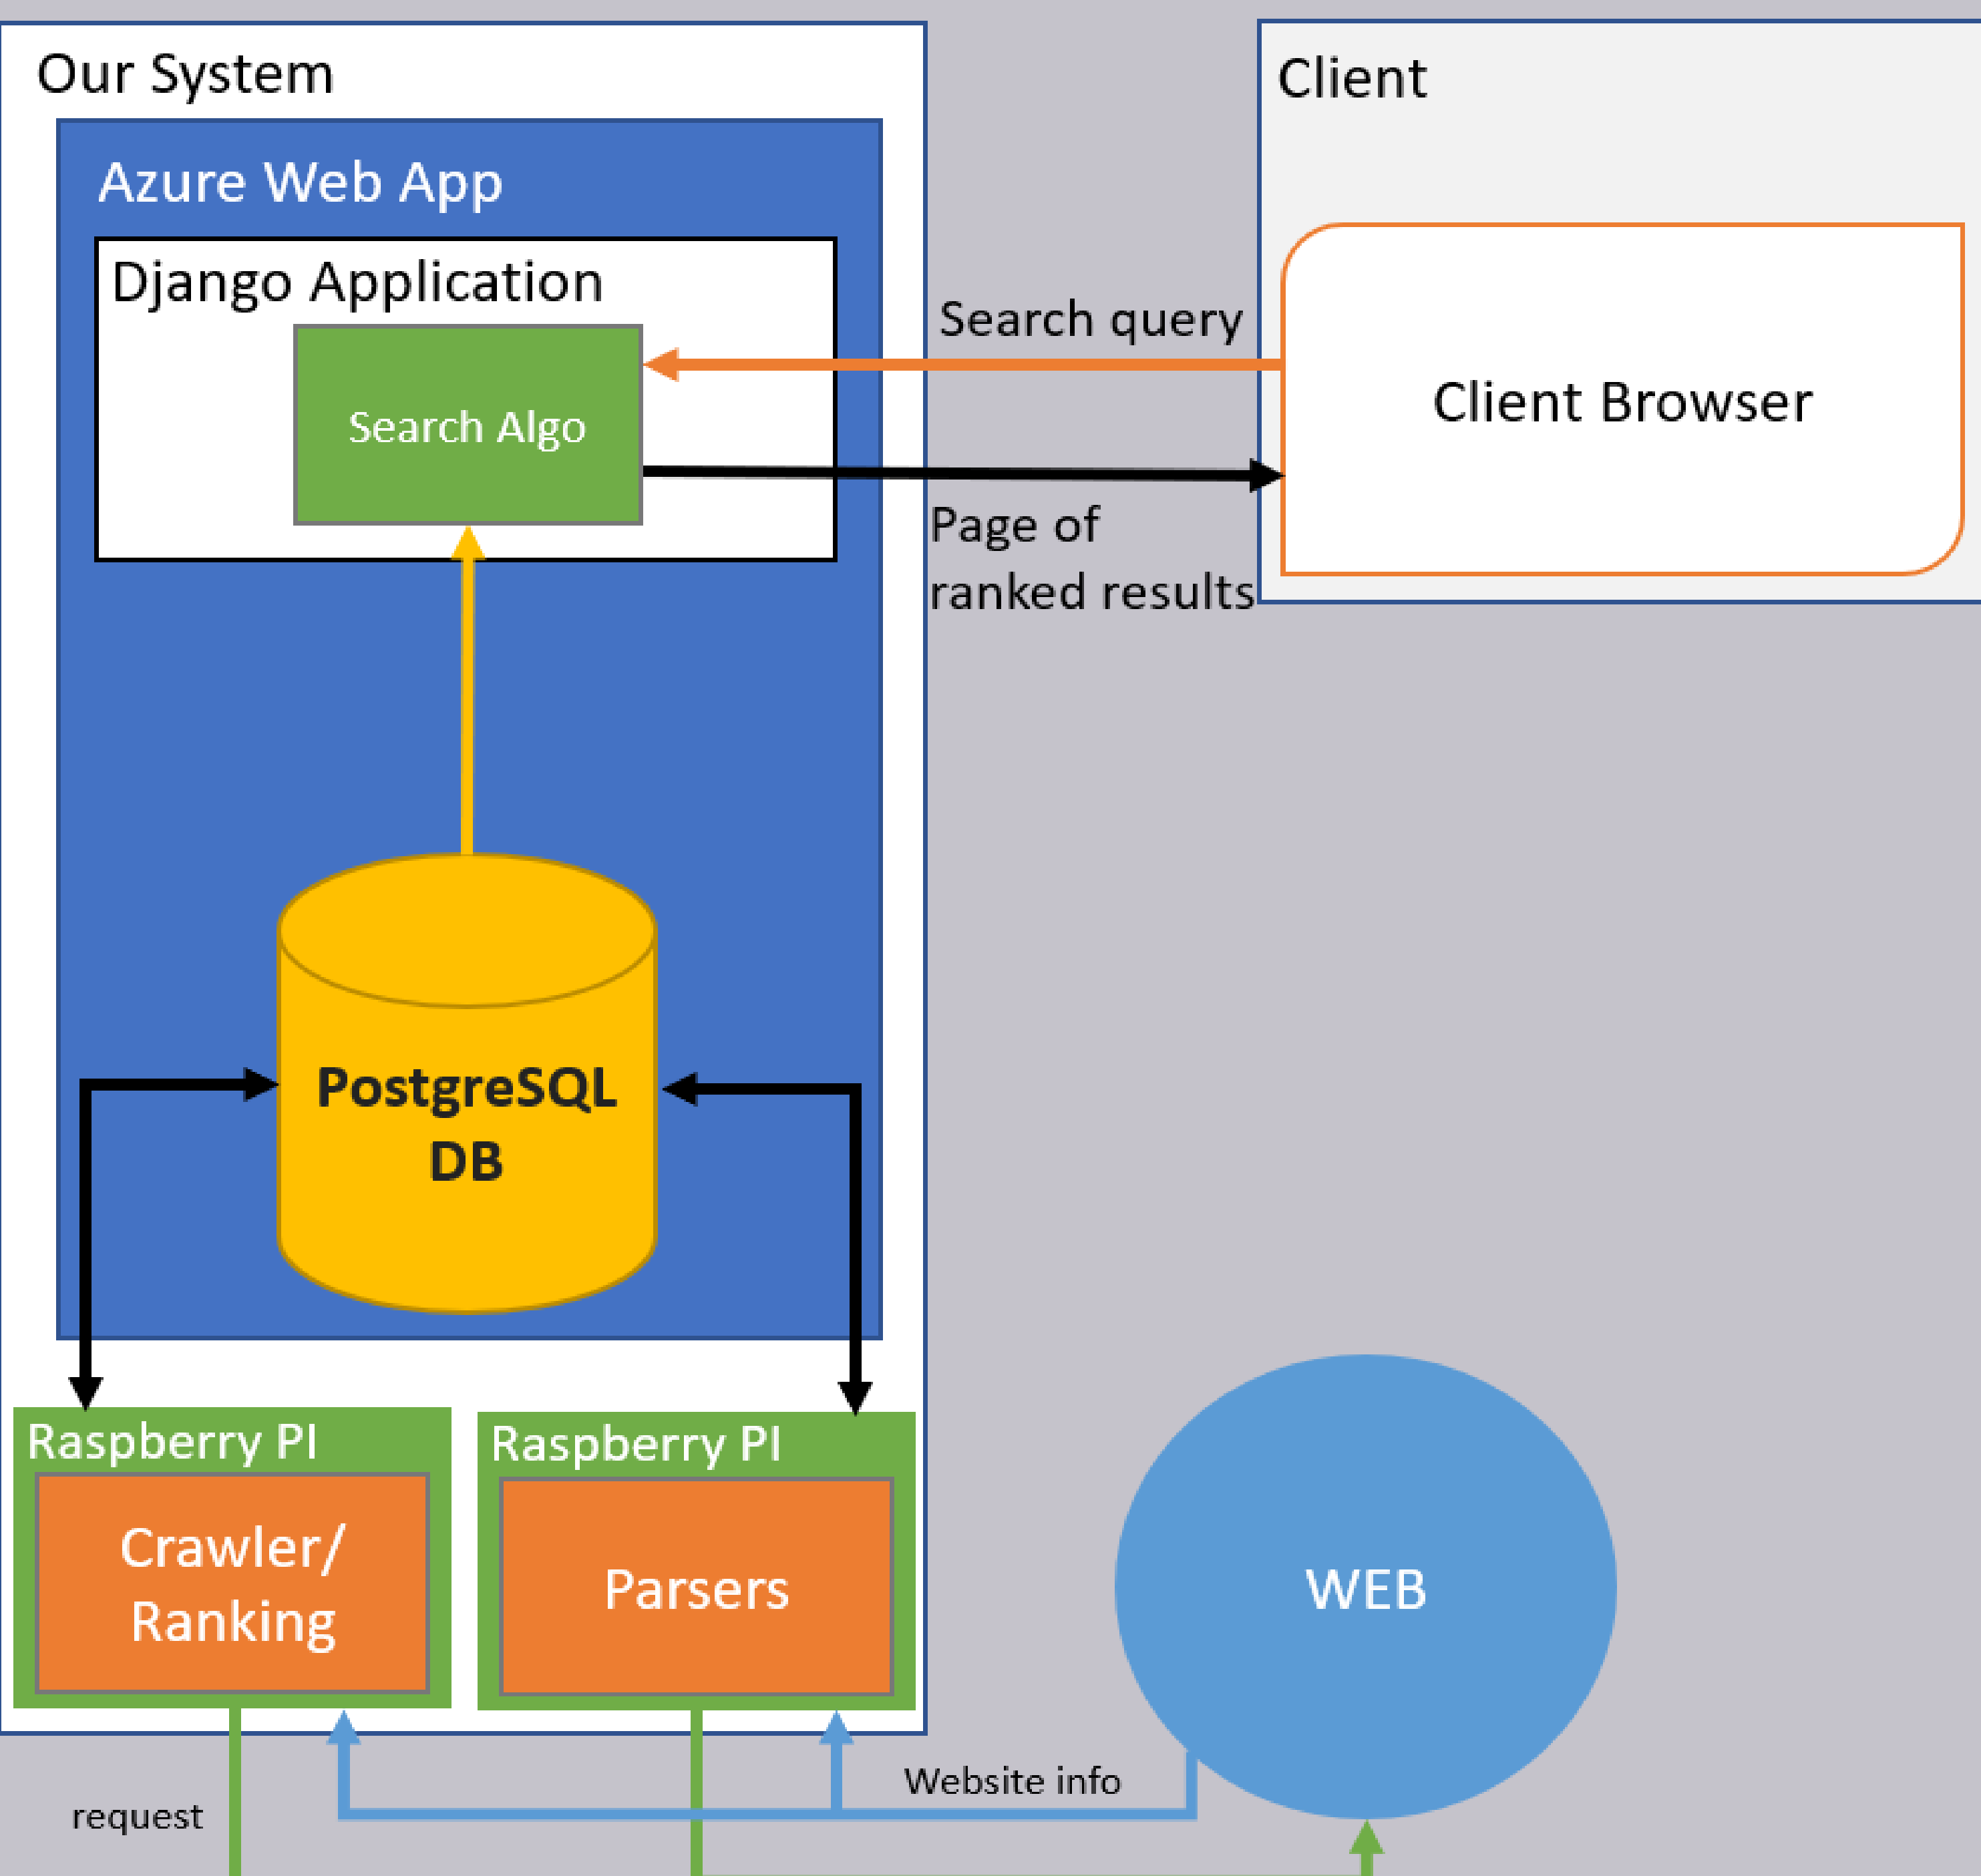 Our System
Client
Azure Web App
Django Application
Search query
Search Algo
Client Browser
Page of
ranked results
PostgreSQL
DB
Raspberry PI
Raspberry PI
Crawler/
Ranking
Parsers
WEB
Website info
request